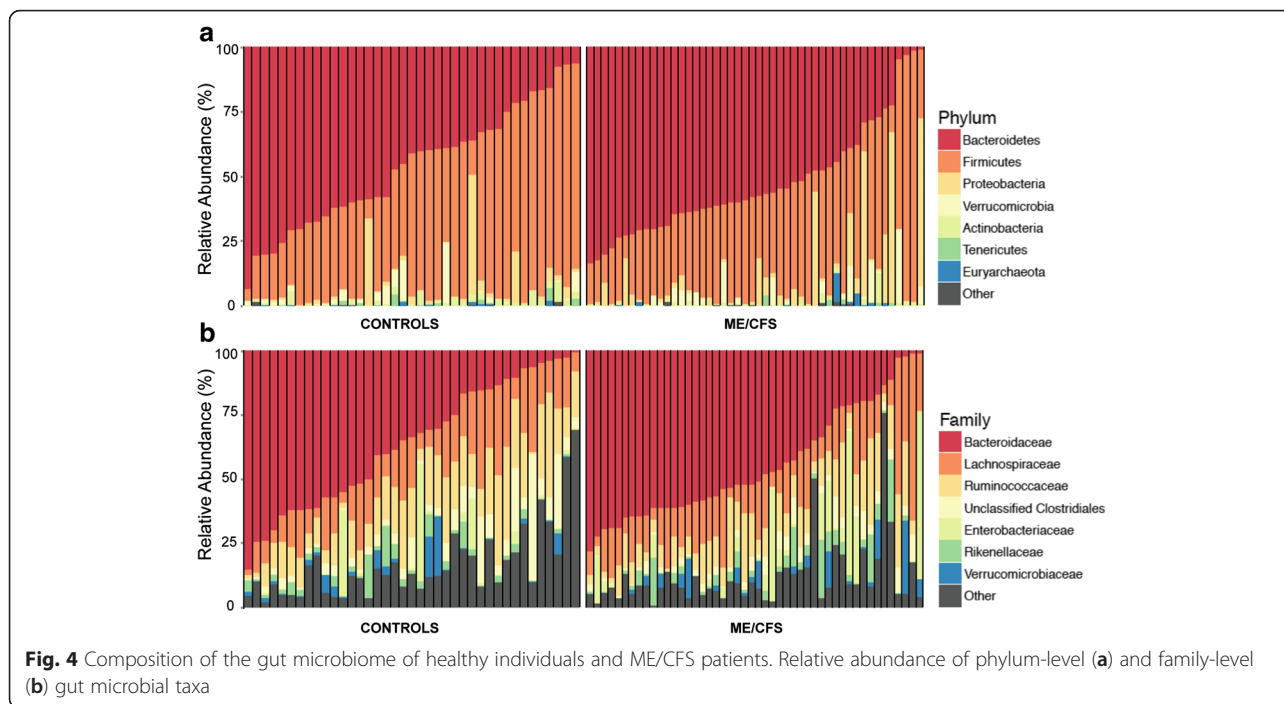 a
Relative Abundance (%)
100
75
50
25
0
CONTROLS
ME/CFS
Phylum
Bacteroidetes
Firmicutes
Proteobacteria
Verrucomicrobia
Actinobacteria
Tenericutes
Euryarchaeota
Other
b
Relative Abundance (%)
100
75
50
25
0
CONTROLS
ME/CFS
Family
Bacteroidaceae
Lachnospiraceae
Ruminococcaceae
Unclassified Clostridiales
Enterobacteriaceae
Rikenellaceae
Verrucomicrobiaceae
Other
Fig. 4 Composition of the gut microbiome of healthy individuals and ME/CFS patients. Relative abundance of phylum-level (a) and family-level
(b) gut microbial taxa